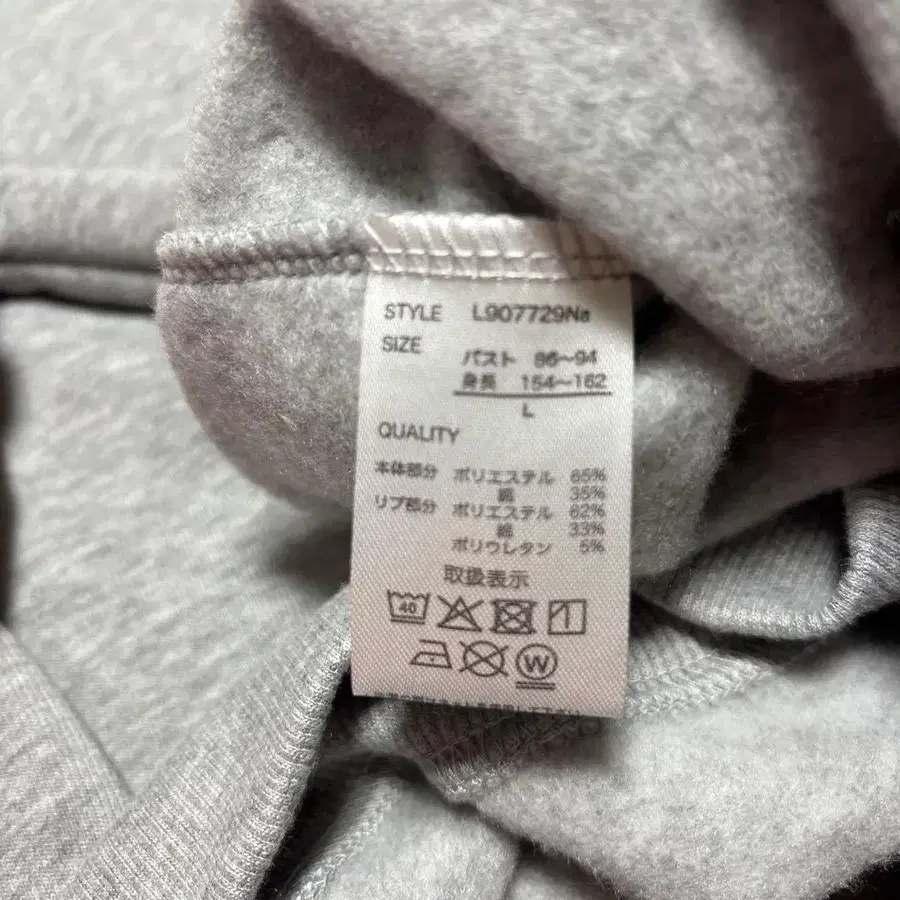 STYLE L907729Na
SIZE バスト 86〜94
身長 154〜162
L
QUALITY
本体部分 ポリエステル 65%
綿 35%
リブ部分 ポリエステル 62%
綿 33%
ポリウレタン 5%
取扱表示
40
W